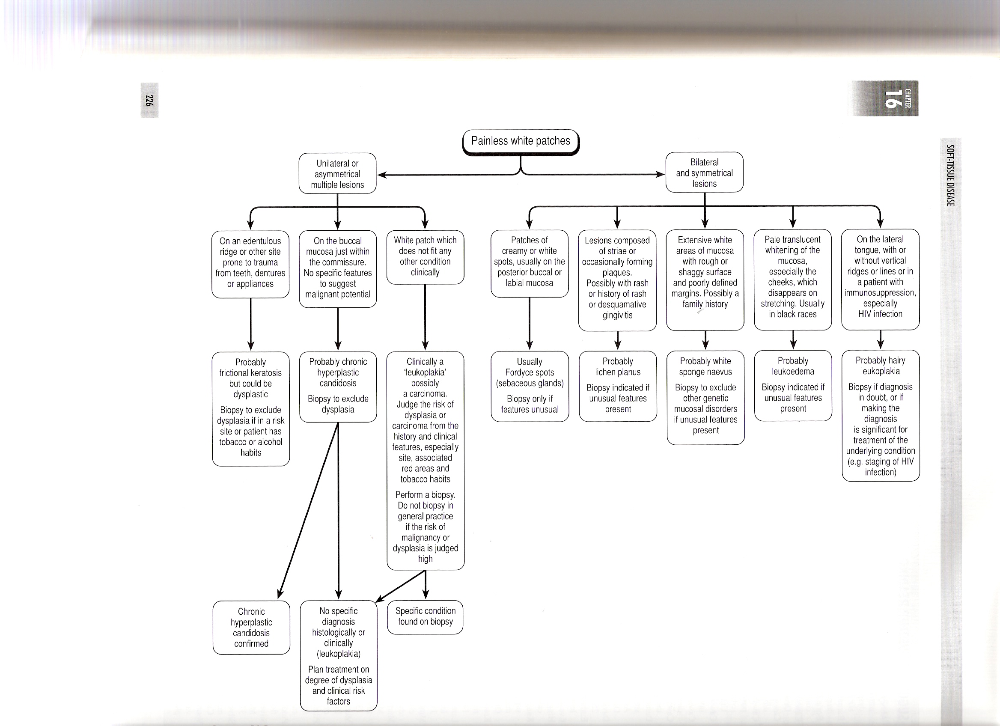 226
CHAPTER
16
SOFT-TISSUE DISEASE
Painless white patches
Unilateral or
asymmetrical
multiple lesions
Bilateral
and symmetrical
lesions
On an edentulous
ridge or other site
prone to trauma
from teeth, dentures
or appliances
On the buccal
mucosa just within
the commissure.
No specific features
to suggest
malignant potential
White patch which
does not fit any
other condition
clinically
Patches of
creamy or white
spots, usually on the
posterior buccal or
labial mucosa
Lesions composed
of striae or
occasionally forming
plaques.
Possibly with rash
or history of rash
or desquamative
gingivitis
Extensive white
areas of mucosa
with rough or
shaggy surface
and poorly defined
margins. Possibly a
family history
Pale translucent
whitening of the
mucosa,
especially the
cheeks, which
disappears on
stretching. Usually
in black races
On the lateral
tongue, with or
without vertical
ridges or lines or in
a patient with
immunosuppression,
especially
HIV infection
Probably
frictional keratosis
but could be
dysplastic
Biopsy to exclude
dysplasia if in a risk
site or patient has
tobacco or alcohol
habits
Probably chronic
hyperplastic
candidosis
Biopsy to exclude
dysplasia
Clinically a
‘leukoplakia’
possibly
a carcinoma.
Judge the risk of
dysplasia or
carcinoma from the
history and clinical
features, especially
site, associated
red areas and
tobacco habits
Perform a biopsy.
Do not biopsy in
general practice
if the risk of
malignancy or
dysplasia is judged
high
Usually
Fordyce spots
(sebaceous glands)
Biopsy only if
features unusual
Probably
lichen planus
Biopsy indicated if
unusual features
present
Probably white
sponge naevus
Biopsy to exclude
other genetic
mucosal disorders
if unusual features
present
Probably
leukoedema
Biopsy indicated if
unusual features
present
Probably hairy
leukoplakia
Biopsy if diagnosis
in doubt, or if
making the
diagnosis
is significant for
treatment of the
underlying condition
(e.g. staging of HIV
infection)
Chronic
hyperplastic
candidosis
confirmed
No specific
diagnosis
histologically or
clinically
(leukoplakia)
Plan treatment on
degree of dysplasia
and clinical risk
factors
Specific condition
found on biopsy